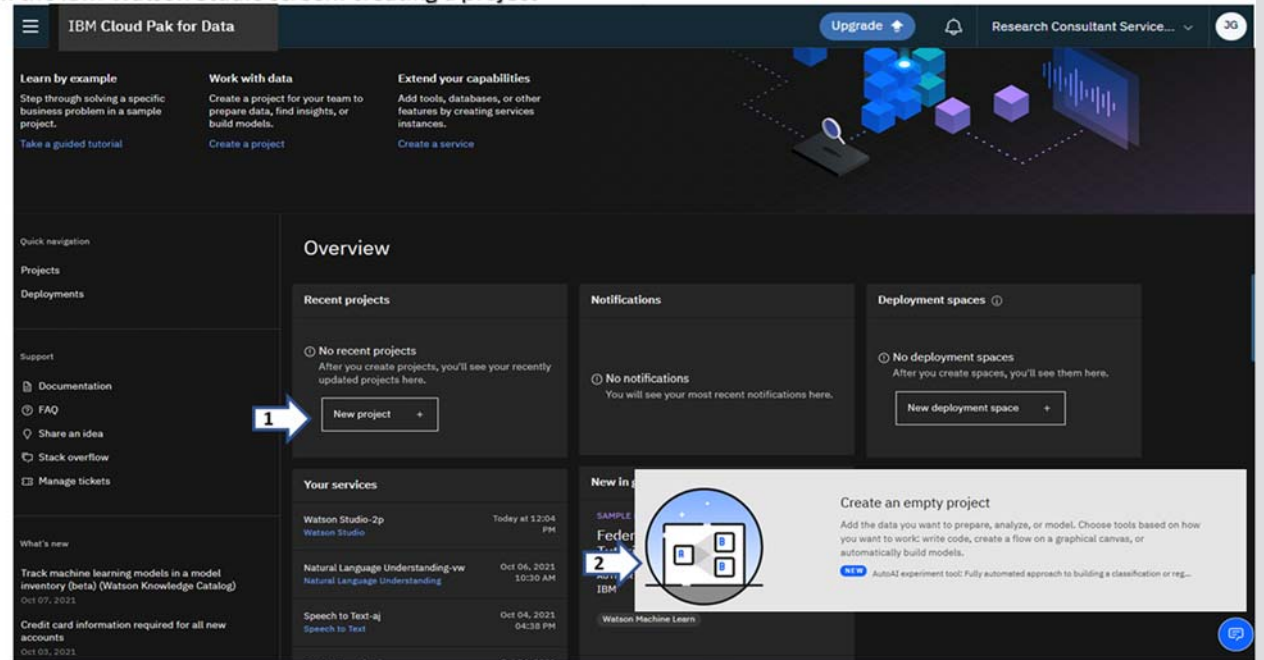 IBM Cloud Pak for Data
Upgrade
Research Consultant Service...
JG
Learn by example
Step through solving a specific
business problem in a sample
project.
Take a guided tutorial
Work with data
Create a project for your team to
prepare data, find insights, or
build models.
Create a project
Extend your capabilities
Add tools, databases, or other
features by creating services
instances.
Create a service
Quick navigation
Projects
Deployments
Support
Documentation
FAQ
Share an idea
Stack overflow
Manage tickets
What's new
Track machine learning models in a model
inventory (beta) (Watson Knowledge Catalog)
Oct 07, 2021
Credit card information required for all new
accounts
Oct 03, 2021
Overview
Recent projects
No recent projects
After you create projects, you'll see your recently
updated projects here.
1
New project +
Notifications
No notifications
You will see your most recent notifications here.
Deployment spaces
No deployment spaces
After you create spaces, you'll see them here.
New deployment space +
Your services
Watson Studio-2p
Watson Studio
Today at 12:04
PM
Natural Language Understanding-vw
Natural Language Understanding
Oct 06, 2021
10:30 AM
Speech to Text-aj
Speech to Text
Oct 04, 2021
04:38 PM
New in
SAMPLE
Feder
IBM
Watson Machine Learn
2
A
B
B
Create an empty project
Add the data you want to prepare, analyze, or model. Choose tools based on how
you want to work: write code, create a flow on a graphical canvas, or
automatically build models.
NEW AutoAI experiment tool: Fully automated approach to building a classification or reg...